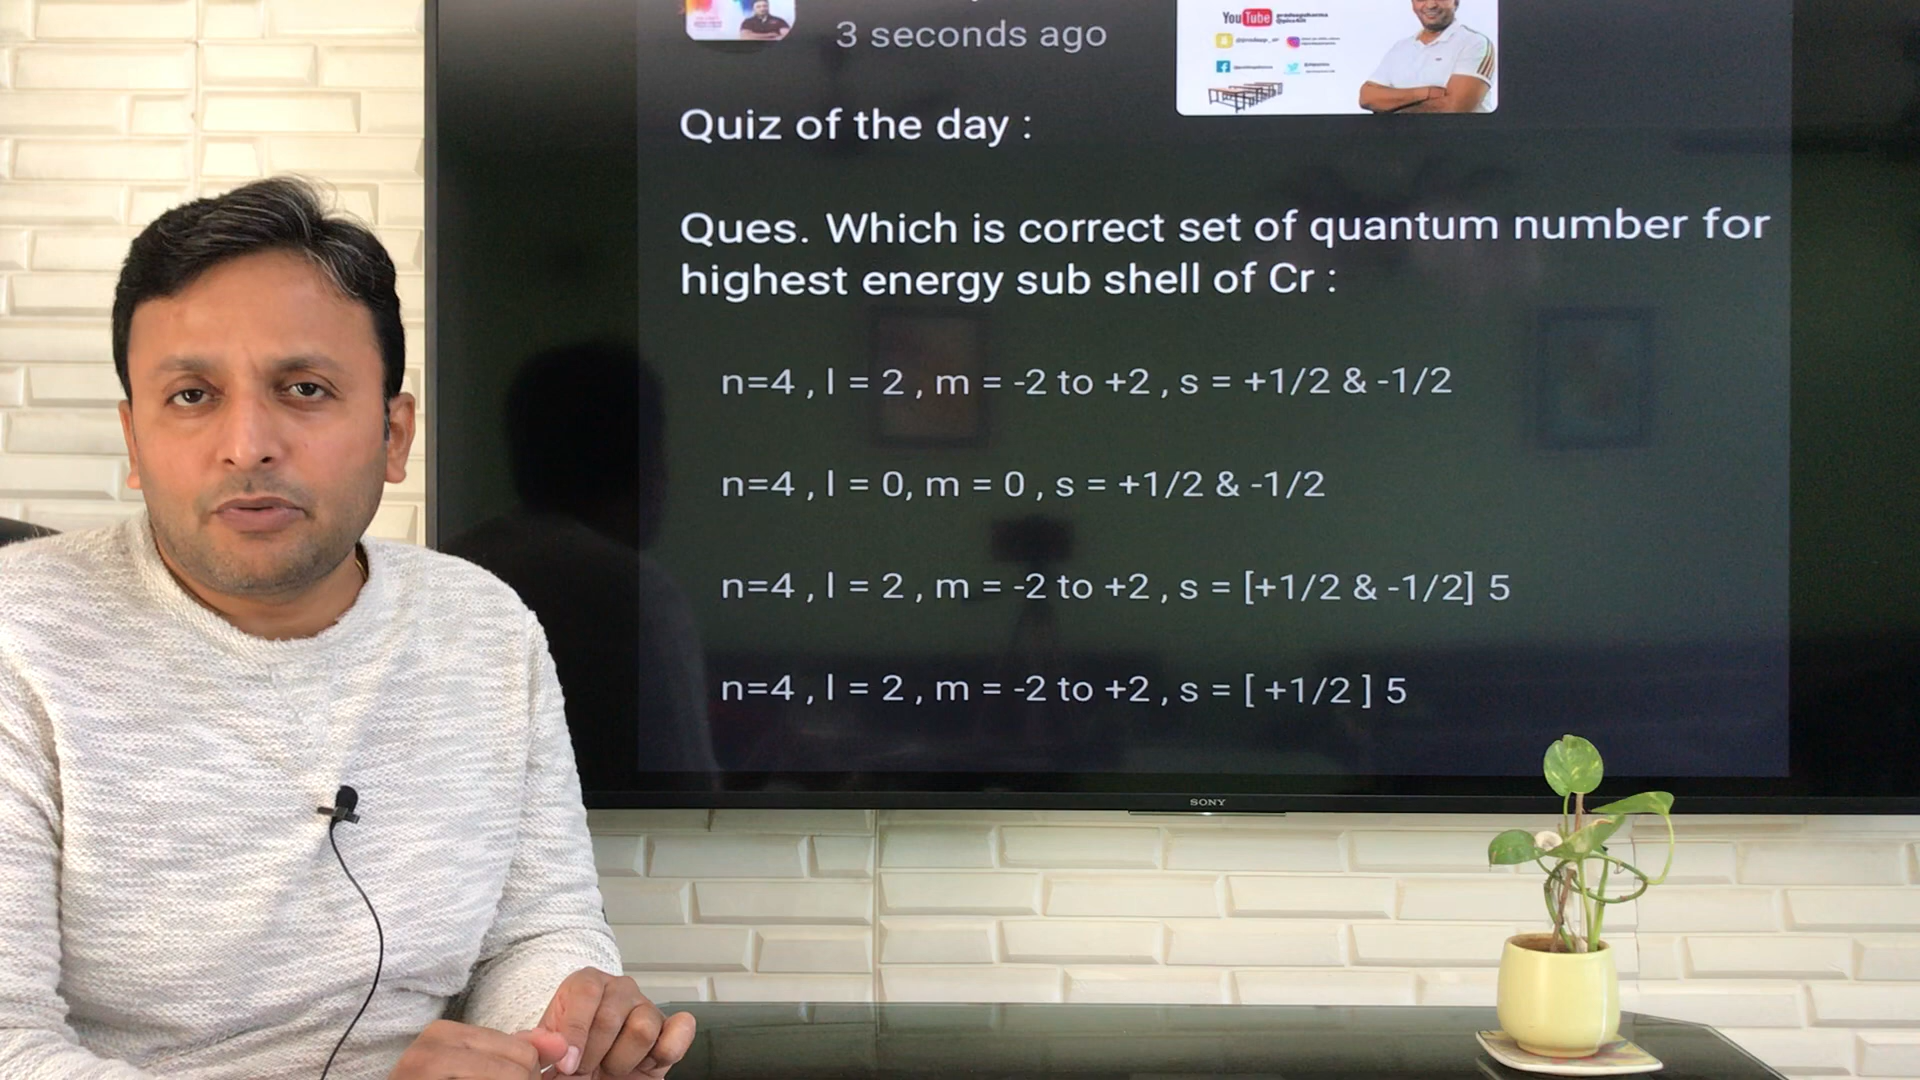 3 seconds ago
You Tube
Quiz of the day :
Ques. Which is correct set of quantum number for
highest energy sub shell of Cr :
n=4 , l = 2 , m = -2 to +2 , s = +1/2 & -1/2
n=4 , l = 0, m = 0 , s = +1/2 & -1/2
n=4 , l = 2 , m = -2 to +2 , s = [+1/2 & -1/2] 5
n=4 , l = 2 , m = -2 to +2 , s = [ +1/2 ] 5
SONY